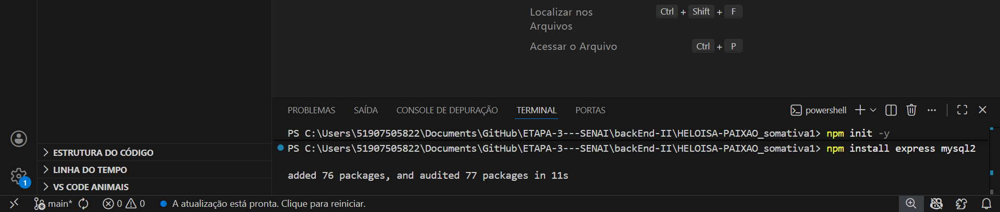 Localizar nos Arquivos Ctrl + Shift + F
Acessar o Arquivo Ctrl + P
PROBLEMAS SAÍDA CONSOLE DE DEPURAÇÃO TERMINAL PORTAS powershell
PS C:\Users\51907505822\Documents\GitHub\ETAPA-3---SENAI\backEnd-II\HELOISA-PAIXAO_somativa1> npm init -y
PS C:\Users\51907505822\Documents\GitHub\ETAPA-3---SENAI\backEnd-II\HELOISA-PAIXAO_somativa1> npm install express mysql2
added 76 packages, and audited 77 packages in 11s
ESTRUTURA DO CÓDIGO
LINHA DO TEMPO
VS CODE ANIMAIS
1
main* 0 0 A atualização está pronta. Clique para reiniciar.